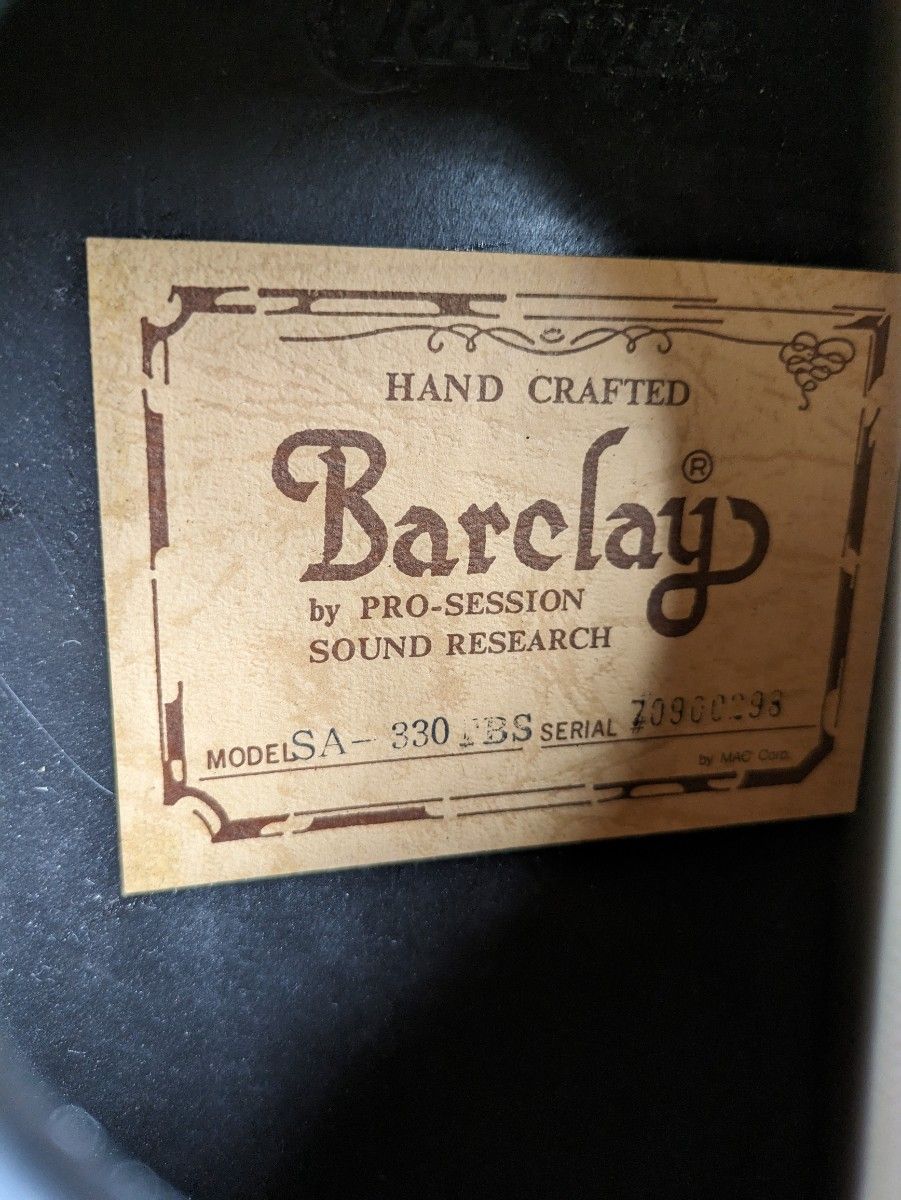 HAND CRAFTED
Barclay®
by PRO-SESSION
SOUND RESEARCH
MODEL SA-330 SERIAL
by MAC Corp.